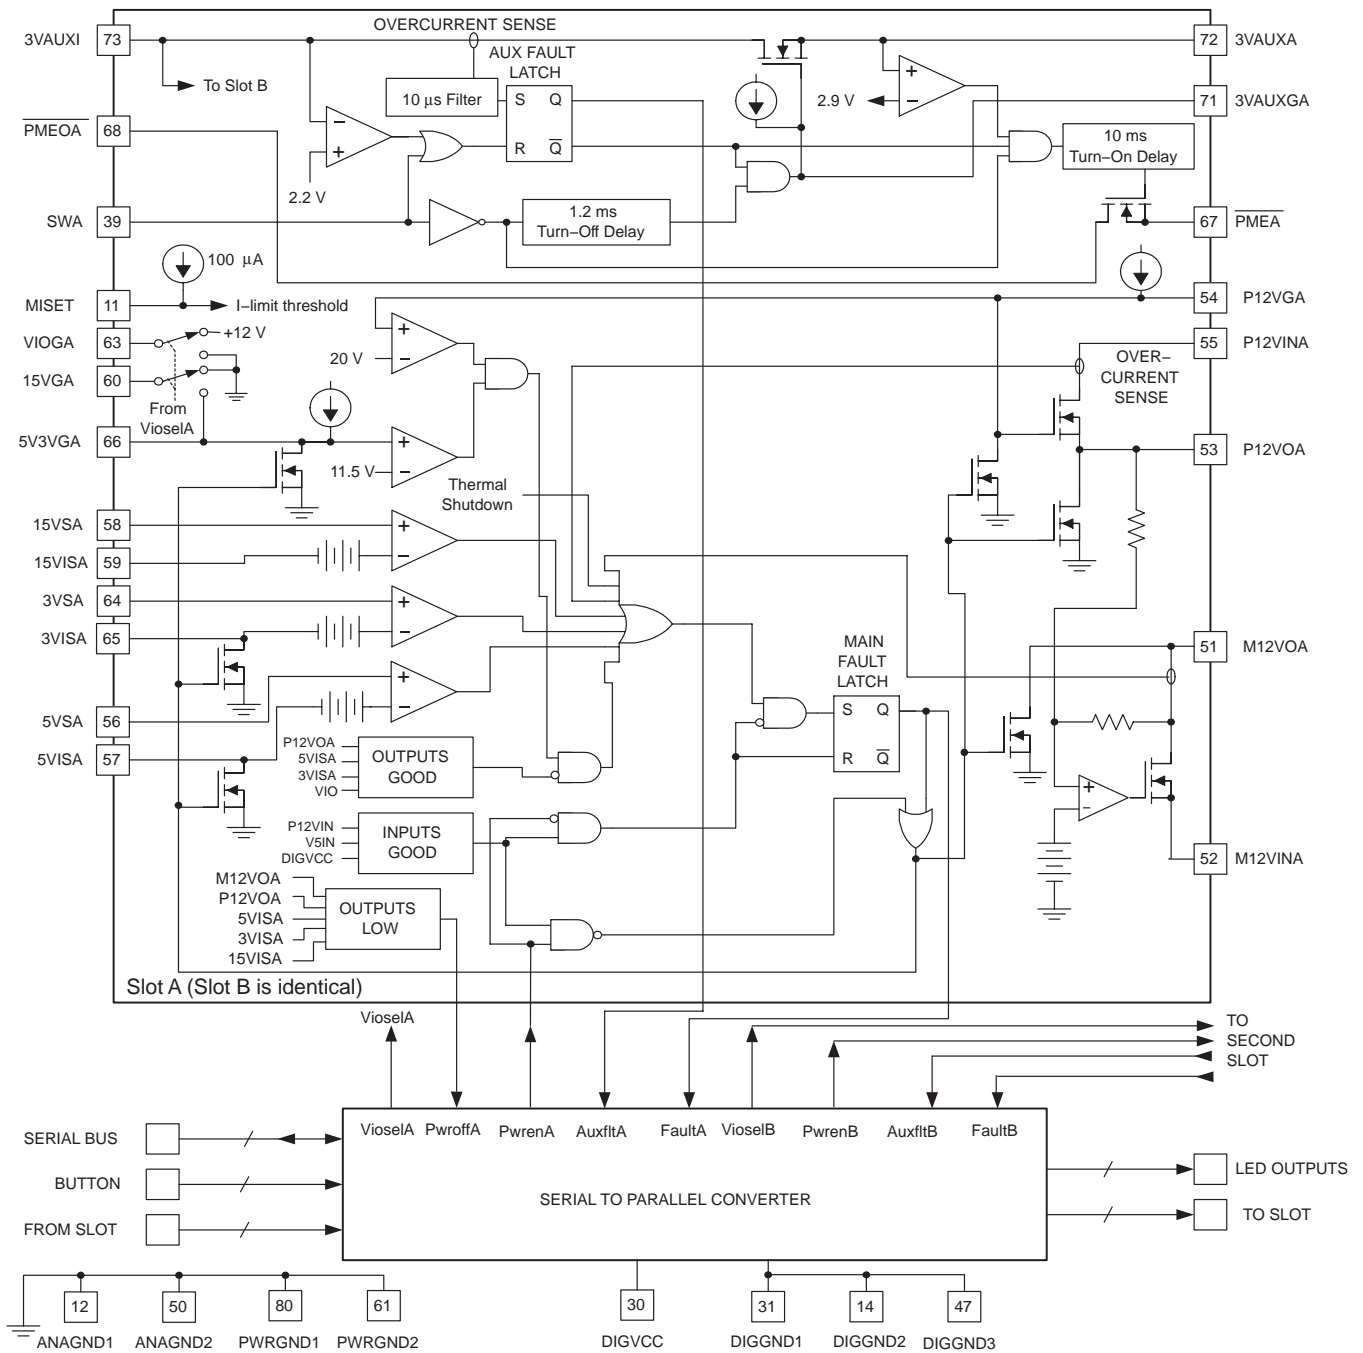 OVERCURRENT SENSE
3VAUXI
73
72
3VAUXA
AUX FAULT
LATCH
To Slot B
10 μs Filter
S
Q
R
Q
+
−
2.9 V
71
3VAUXGA
PMEOA
68
−
+
2.2 V
10 ms
Turn−On Delay
SWA
39
1.2 ms
Turn−Off Delay
67
PMEA
100 μA
MISET
11
I−limit threshold
54
P12VGA
VIOGA
63
+12 V
+
−
20 V
55
P12VINA
OVER−
CURRENT
SENSE
15VGA
60
From
VioselA
5V3VGA
66
+
−
11.5 V
53
P12VOA
Thermal
Shutdown
15VSA
58
+
−
15VISA
59
3VSA
64
+
−
3VISA
65
MAIN
FAULT
LATCH
51
M12VOA
+
−
5VSA
56
S
Q
R
Q
5VISA
57
P12VOA
5VISA
3VISA
VIO
OUTPUTS
GOOD
+
−
P12VIN
V5IN
DIGVCC
INPUTS
GOOD
52
M12VINA
M12VOA
P12VOA
5VISA
3VISA
15VISA
OUTPUTS
LOW
Slot A (Slot B is identical)
VioselA
TO
SECOND
SLOT
VioselA
PwroffA
PwrenA
AuxfltA
FaultA
VioselB
PwrenB
AuxfltB
FaultB
SERIAL BUS
BUTTON
FROM SLOT
SERIAL TO PARALLEL CONVERTER
LED OUTPUTS
TO SLOT
12
50
80
61
30
31
14
47
ANAGND1
ANAGND2
PWRGND1
PWRGND2
DIGVCC
DIGGND1
DIGGND2
DIGGND3